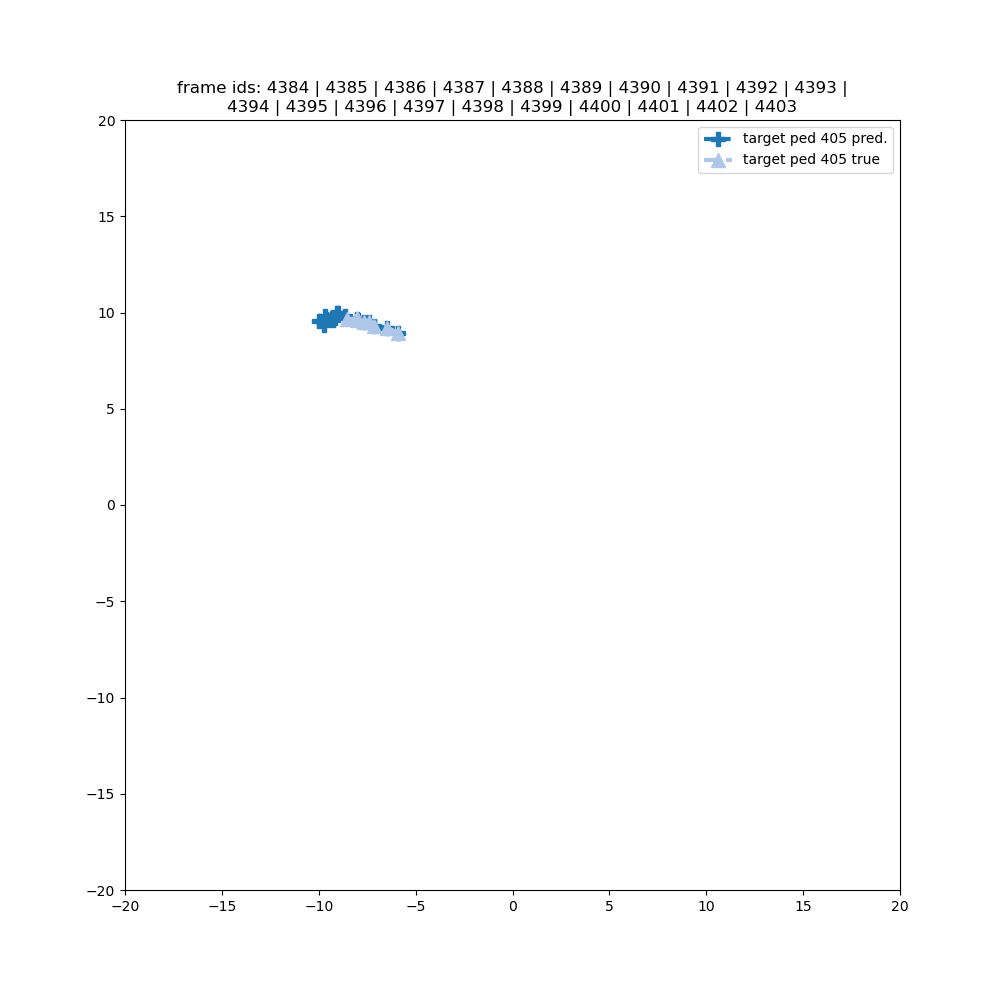 frame ids: 4384 | 4385 | 4386 | 4387 | 4388 | 4389 | 4390 | 4391 | 4392 | 4393 |
4394 | 4395 | 4396 | 4397 | 4398 | 4399 | 4400 | 4401 | 4402 | 4403
target ped 405 pred.
target ped 405 true
20
15
10
5
0
−5
−10
−15
−20
−20 −15 −10 −5 0 5 10 15 20